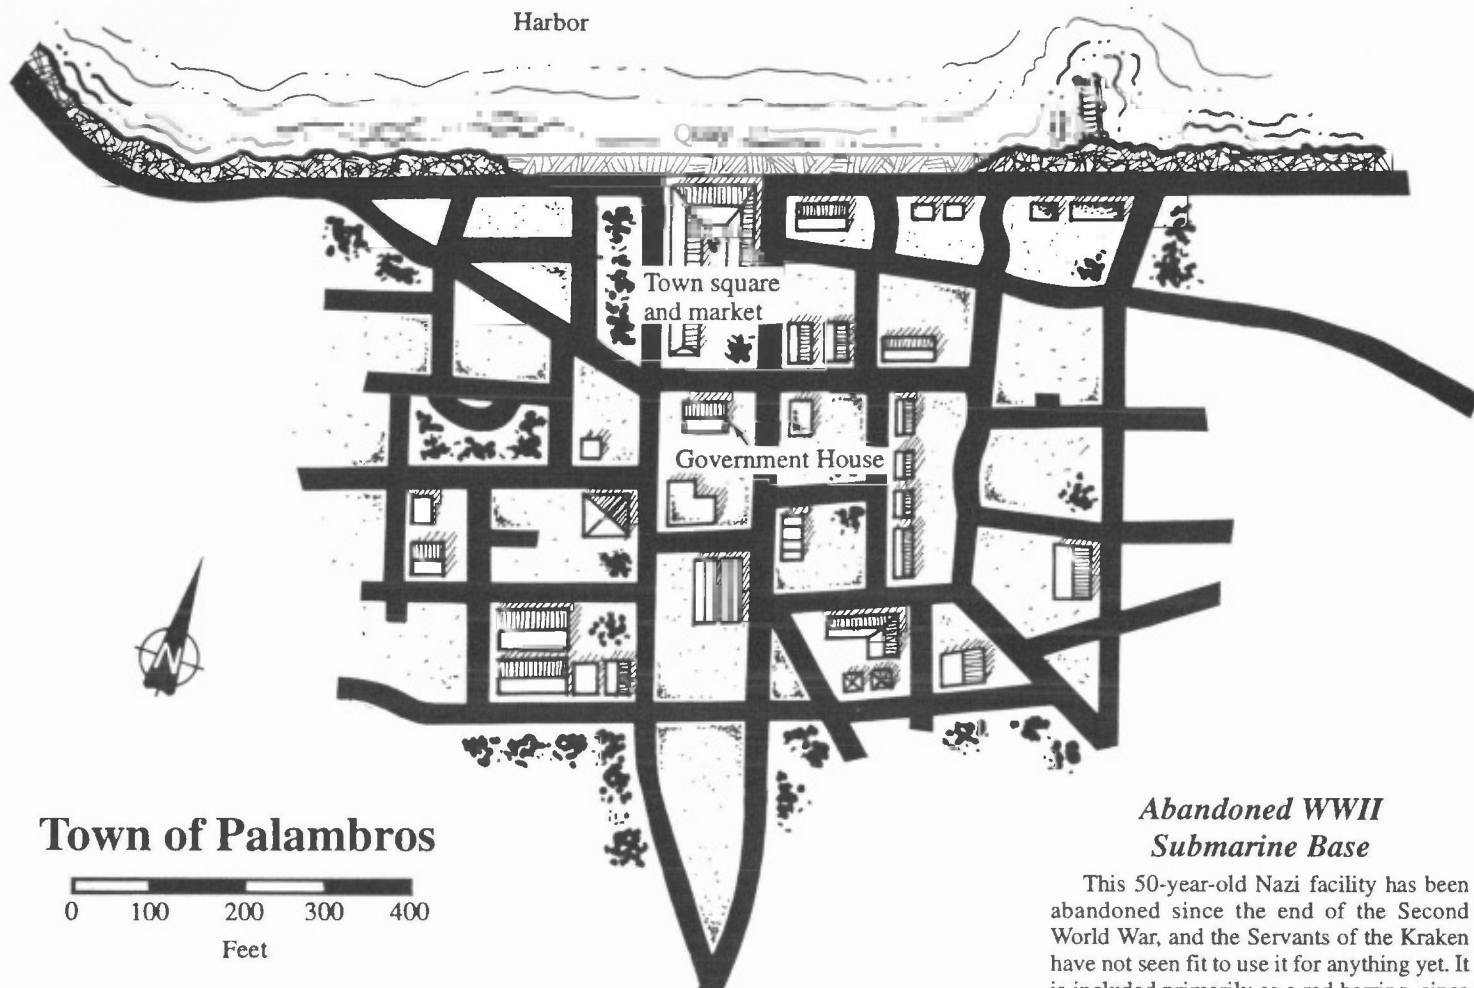 Harbor
Town square
and market
Government House
N
Town of Palambros
0 100 200 300 400
Feet
Abandoned WWII
Submarine Base
This 50-year-old Nazi facility has been
abandoned since the end of the Second
World War, and the Servants of the Kraken
have not seen fit to use it for anything yet. It